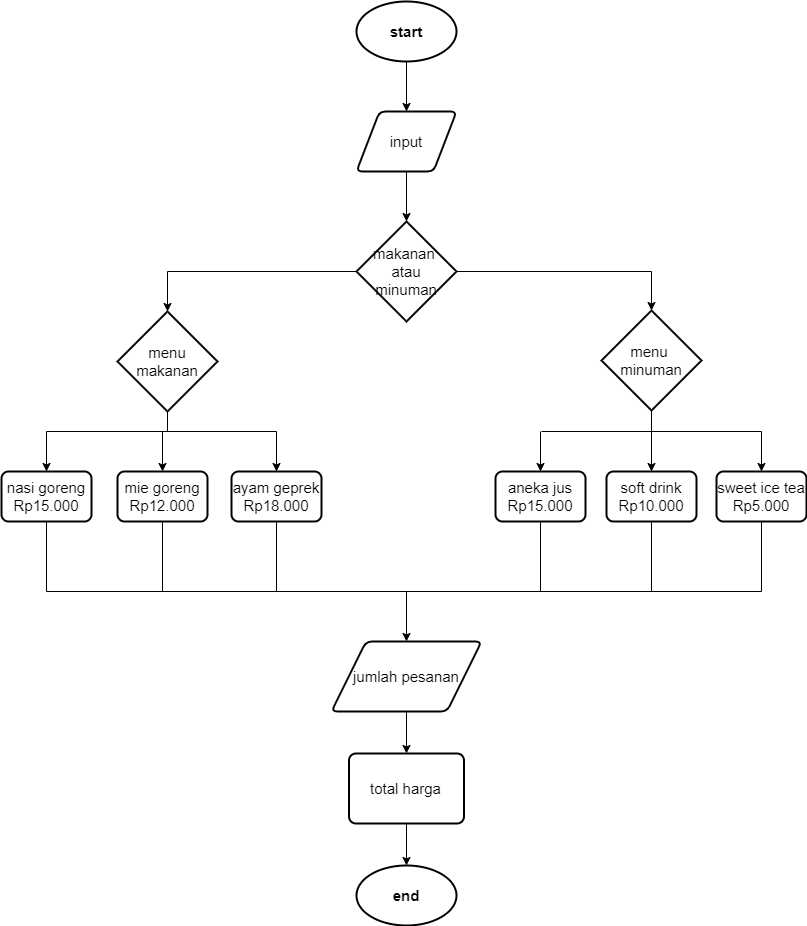 start
input
makanan
atau
minuman
menu
makanan
menu
minuman
nasi goreng
Rp15.000
mie goreng
Rp12.000
ayam geprek
Rp18.000
aneka jus
Rp15.000
soft drink
Rp10.000
sweet ice tea
Rp5.000
jumlah pesanan
total harga
end